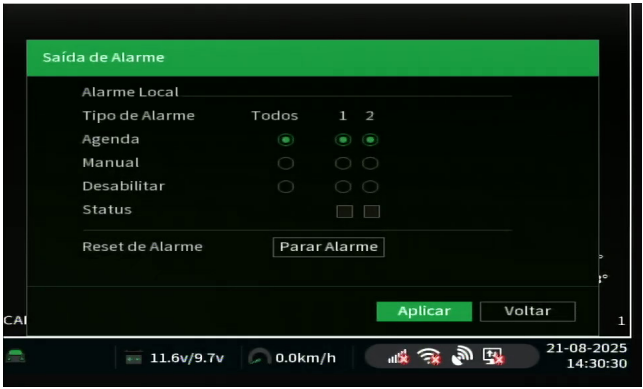 Saída de Alarme
Alarme Local
Tipo de Alarme Todos 1 2
Agenda
Manual
Desabilitar
Status
Reset de Alarme Parar Alarme
Aplicar Voltar
CAI 1
11.6v/9.7v 0.0km/h 21-08-2025
14:30:30